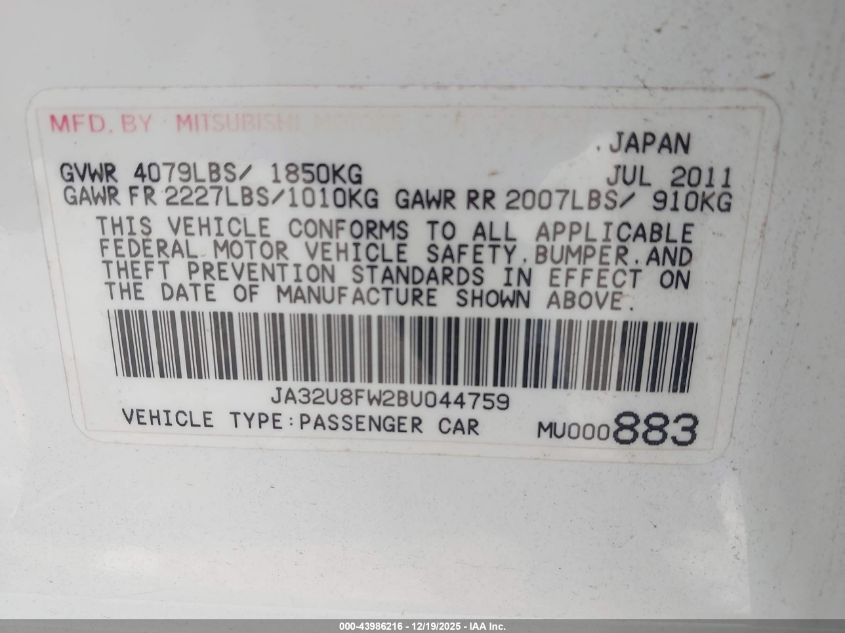 MFD. BY MITSUBISHI MOTORS CORPORATION
. JAPAN
GVWR 4079LBS/ 1850KG JUL 2011
GAWR FR 2227LBS/1010KG GAWR RR 2007LBS/ 910KG
THIS VEHICLE CONFORMS TO ALL APPLICABLE
FEDERAL MOTOR VEHICLE SAFETY, BUMPER, AND
THEFT PREVENTION STANDARDS IN EFFECT ON
THE DATE OF MANUFACTURE SHOWN ABOVE.
JA32U8FW2BU044759
VEHICLE TYPE:PASSENGER CAR MU000883
000-43986216 - 12/19/2025 - IAA Inc.